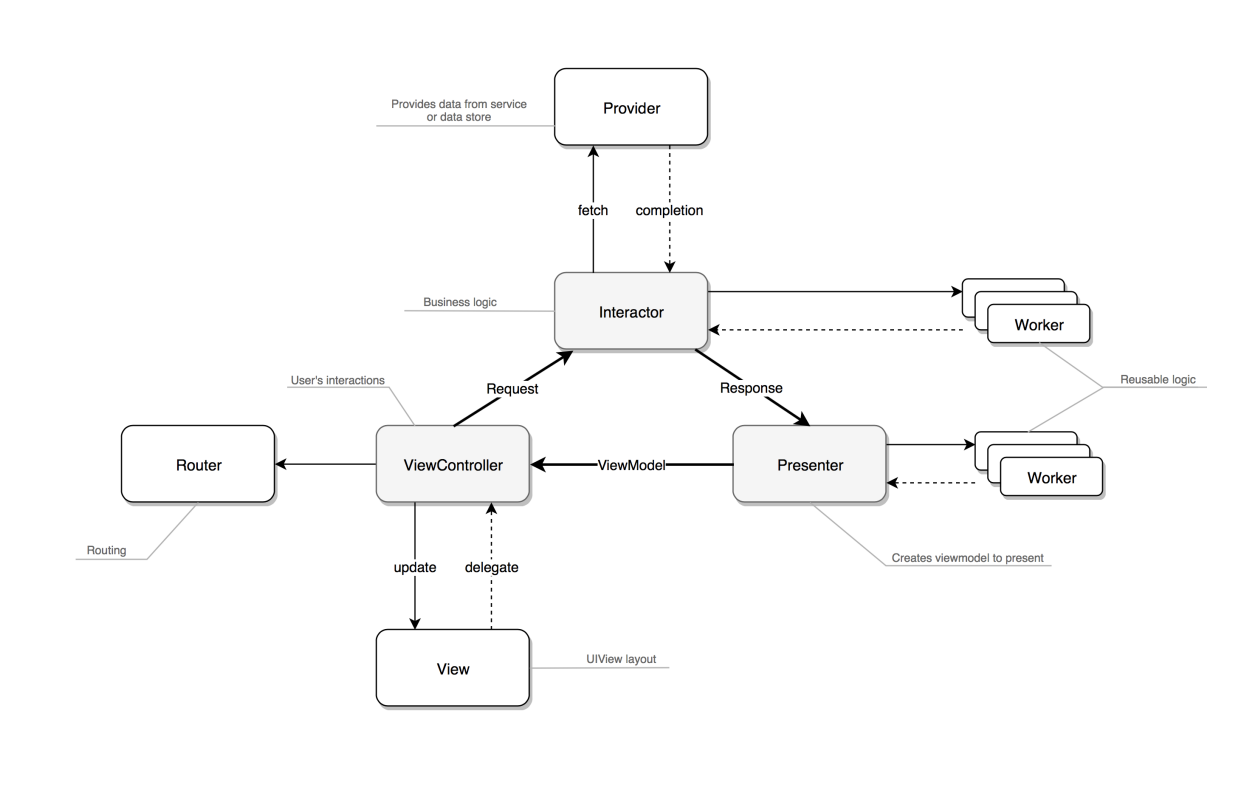 Provider
Provides data from service
or data store
fetch
completion
Interactor
Business logic
Worker
Reusable logic
User's interactions
Request
Response
Router
ViewController
ViewModel
Presenter
Worker
Routing
Creates viewmodel to present
update
delegate
View
UIView layout